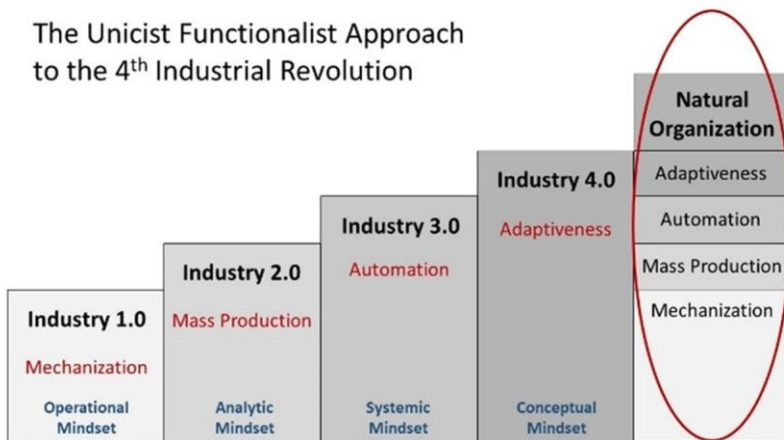 The Unicist Functionalist Approach
to the 4th Industrial Revolution
Industry 1.0
Mechanization
Operational
Mindset
Industry 2.0
Mass Production
Analytic
Mindset
Industry 3.0
Automation
Systemic
Mindset
Industry 4.0
Adaptiveness
Conceptual
Mindset
Natural
Organization
Adaptiveness
Automation
Mass Production
Mechanization